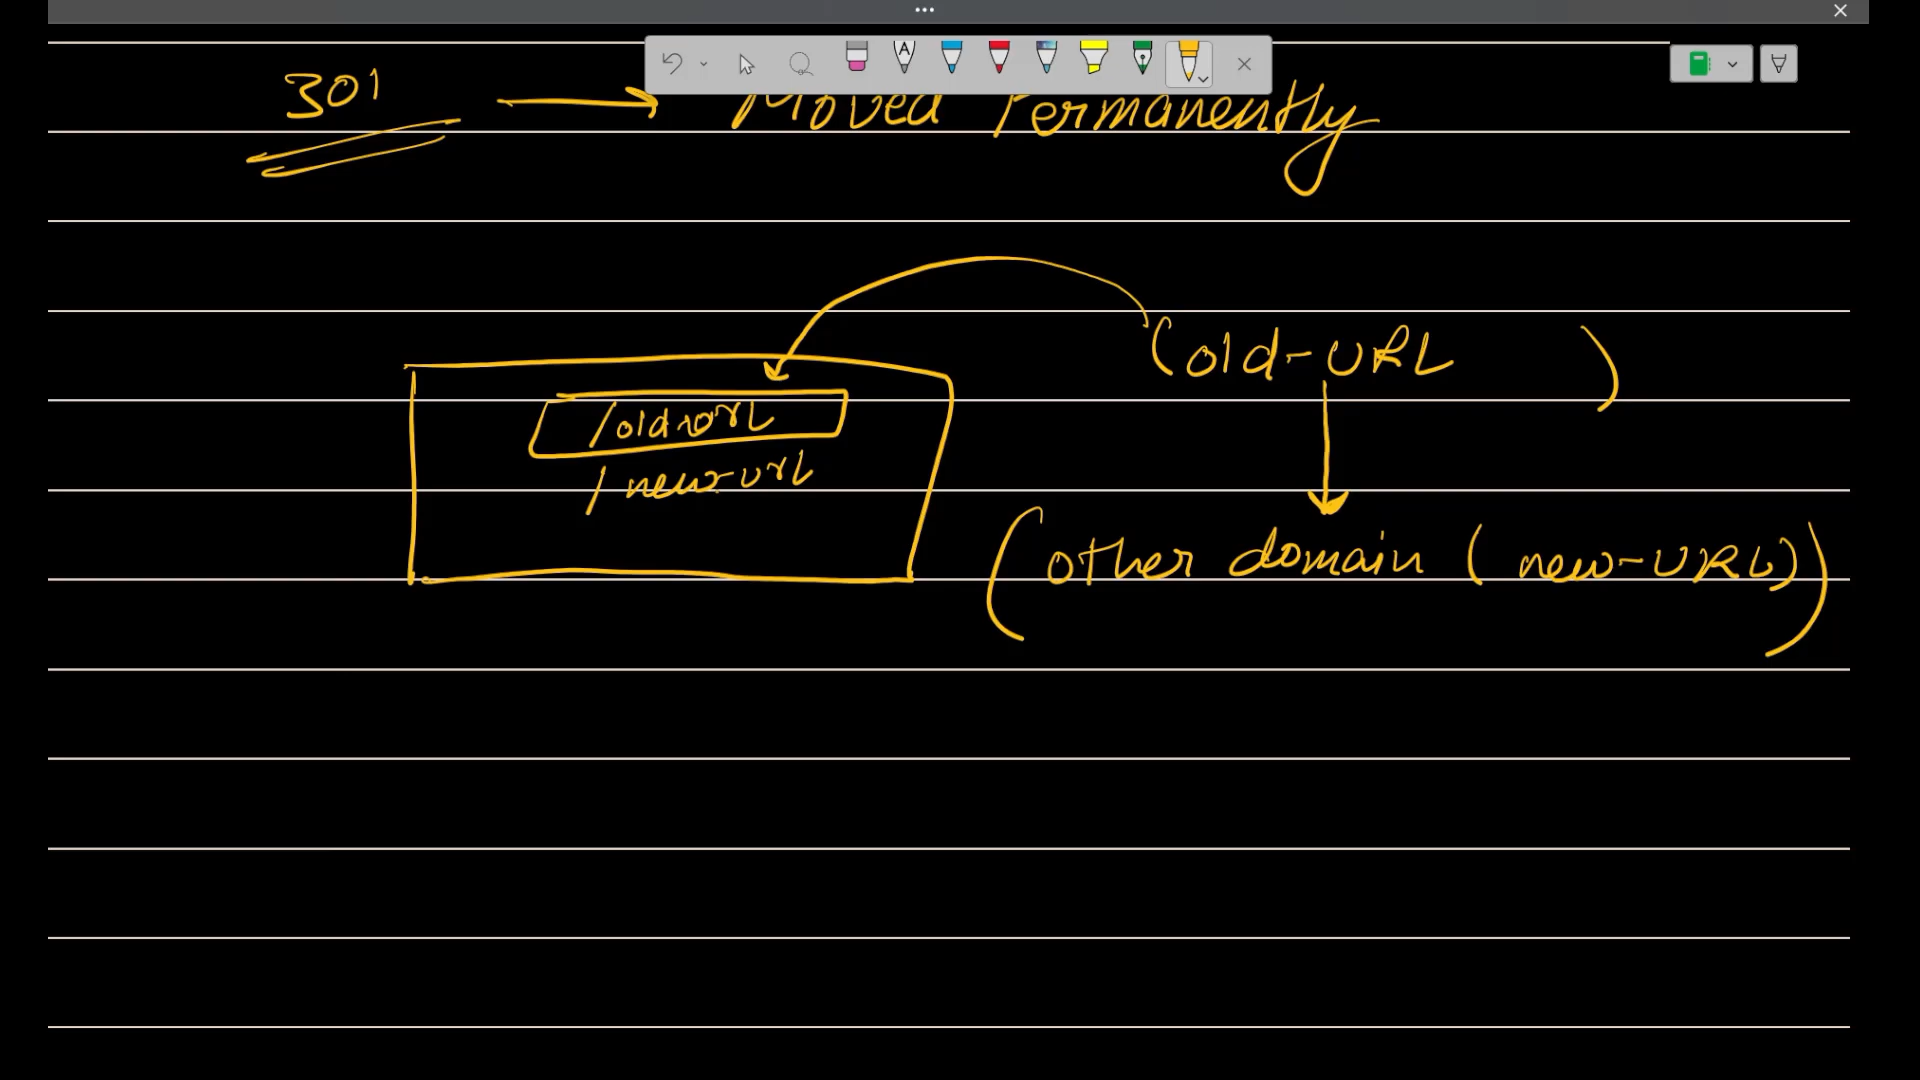 301 → Moved Permanently
(old-URL )
/old-url
/new-url
(other domain (new-URL))